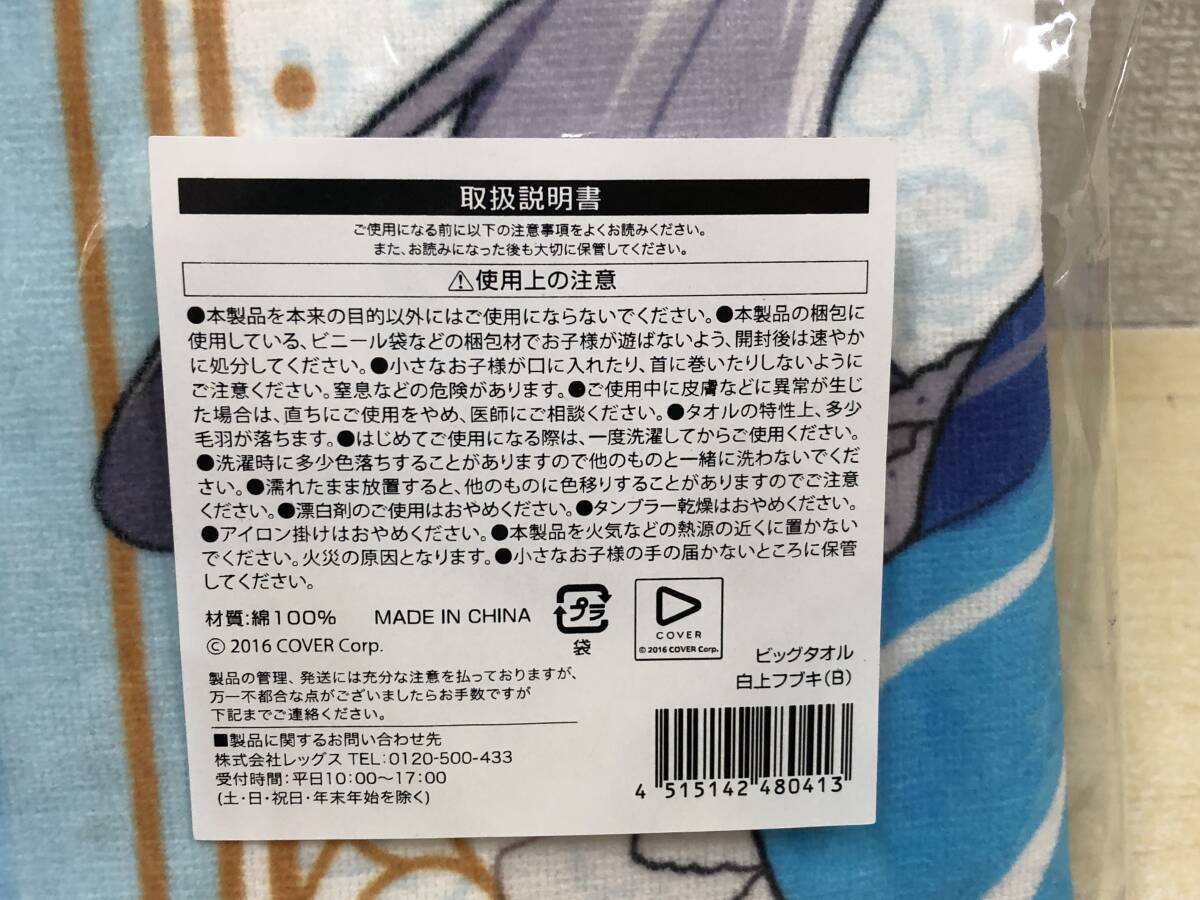 取扱説明書
ご使用になる前に以下の注意事項をよくお読みください。
また、お読みになった後も大切に保管してください。
⚠使用上の注意
●本製品を本来の目的以外にはご使用にならないでください。●本製品の梱包に
使用している、ビニール袋などの梱包材でお子様が遊ばないよう、開封後は速やか
に処分してください。●小さなお子様が口に入れたり、首に巻いたりしないように
ご注意ください。窒息などの危険があります。●ご使用中に皮膚などに異常が生じ
た場合は、直ちにご使用をやめ、医師にご相談ください。●タオルの特性上、多少
毛羽が落ちます。●はじめてご使用になる際は、一度洗濯してからご使用ください。
●洗濯時に多少色落ちすることがありますので他のものと一緒に洗わないでくだ
さい。●濡れたまま放置すると、他のものに色移りすることがありますのでご注意
ください。●漂白剤のご使用はおやめください。●タンブラー乾燥はおやめください。
●アイロン掛けはおやめください。●本製品を火気などの熱源の近くに置かない
でください。火災の原因となります。●小さなお子様の手の届かないところに保管
してください。
材質:綿100% MADE IN CHINA
プラ
袋
COVER
© 2016 COVER Corp.
© 2016 COVER Corp.
ビッグタオル
白上フブキ(B)
製品の管理、発送には充分な注意を払っておりますが、
万一不都合な点がございましたらお手数ですが
下記までご連絡ください。
■製品に関するお問い合わせ先
株式会社レッグス TEL:0120-500-433
受付時間:平日10:00～17:00
(土・日・祝日・年末年始を除く)
4 515142 480413